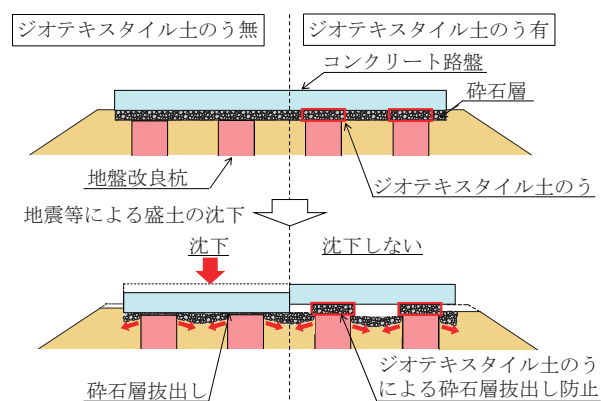 ジオテキスタイル土のう無
ジオテキスタイル土のう有
コンクリート路盤
砕石層
地盤改良杭
ジオテキスタイル土のう
地震等による盛土の沈下
沈下
沈下しない
砕石層抜出し
ジオテキスタイル土のう
による砕石層抜出し防止